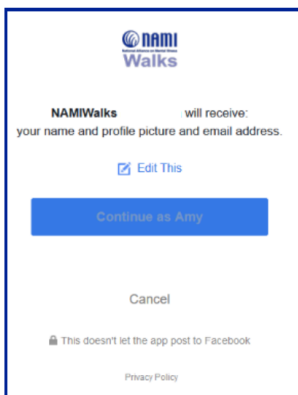 nami
National Alliance on Mental Illness
Walks
NAMIWalks will receive:
your name and profile picture and email address.
Edit This
Continue as Amy
Cancel
This doesn't let the app post to Facebook
Privacy Policy